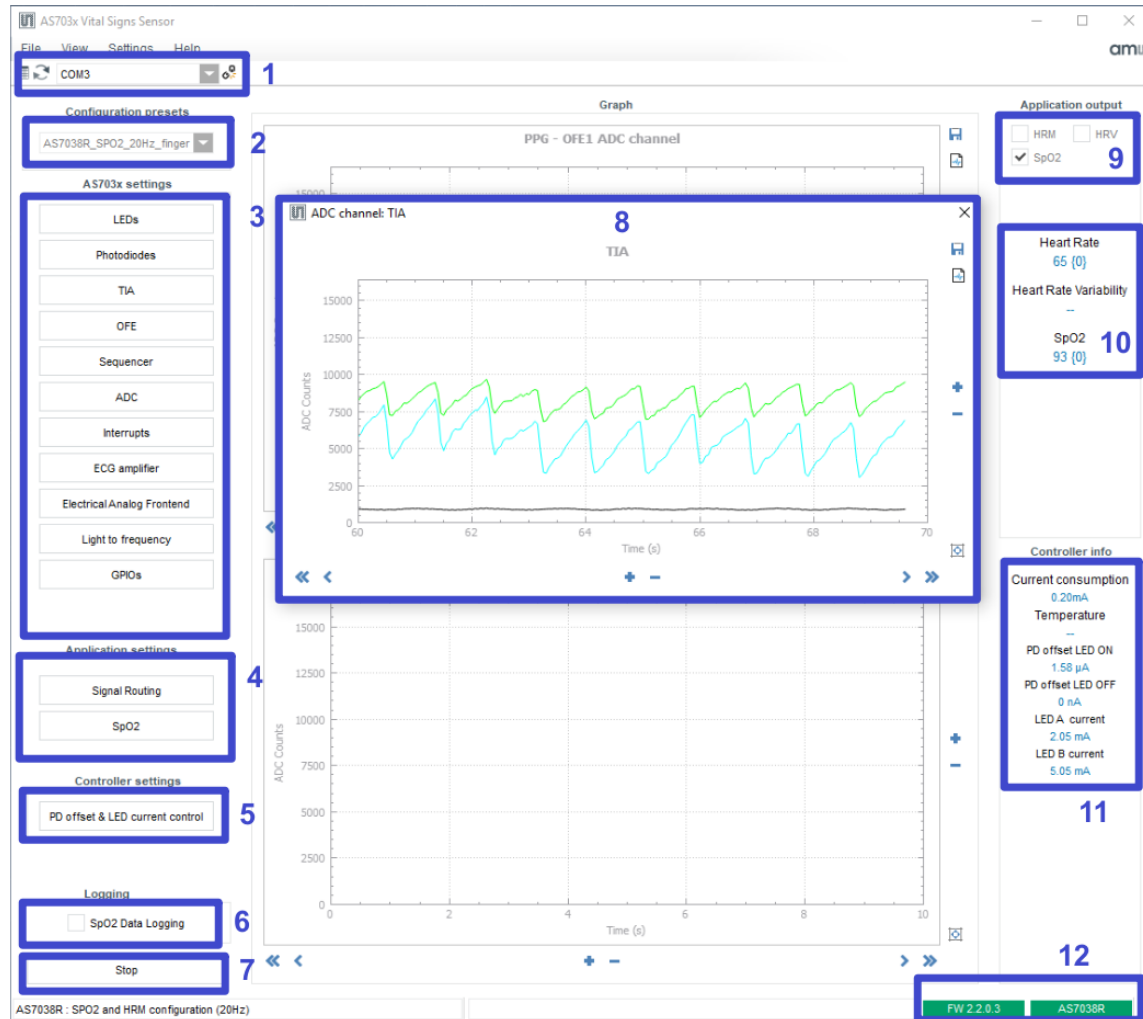 AS703x Vital Signs Sensor
File View Settings Help
amu
COM3
1
Configuration presets
AS7038R_SPO2_20Hz_finger
2
AS703x settings
3
LEDs
Photodiodes
TIA
OFE
Sequencer
ADC
Interrupts
ECG amplifier
Electrical Analog Frontend
Light to frequency
GPIOs
Application settings
4
Signal Routing
SpO2
Controller settings
PD offset & LED current control
5
Logging
SpO2 Data Logging
6
Stop
7
Graph
PPG - OFE1 ADC channel
15000
ADC channel: TIA
8
TIA
15000
12500
10000
7500
5000
2500
0
ADC Counts
60 62 64 66 68 70
Time (s)
15000
12500
10000
7500
5000
2500
0
ADC Counts
0 2 4 6 8 10
Time (s)
Application output
HRM HRV
SpO2
9
Heart Rate
65 {0}
Heart Rate Variability
--
SpO2
93 {0}
10
Controller info
Current consumption
0.20mA
Temperature
--
PD offset LED ON
1.58 µA
PD offset LED OFF
0 nA
LED A current
2.05 mA
LED B current
5.05 mA
11
12
AS7038R : SPO2 and HRM configuration (20Hz)
FW 2.2.0.3 AS7038R